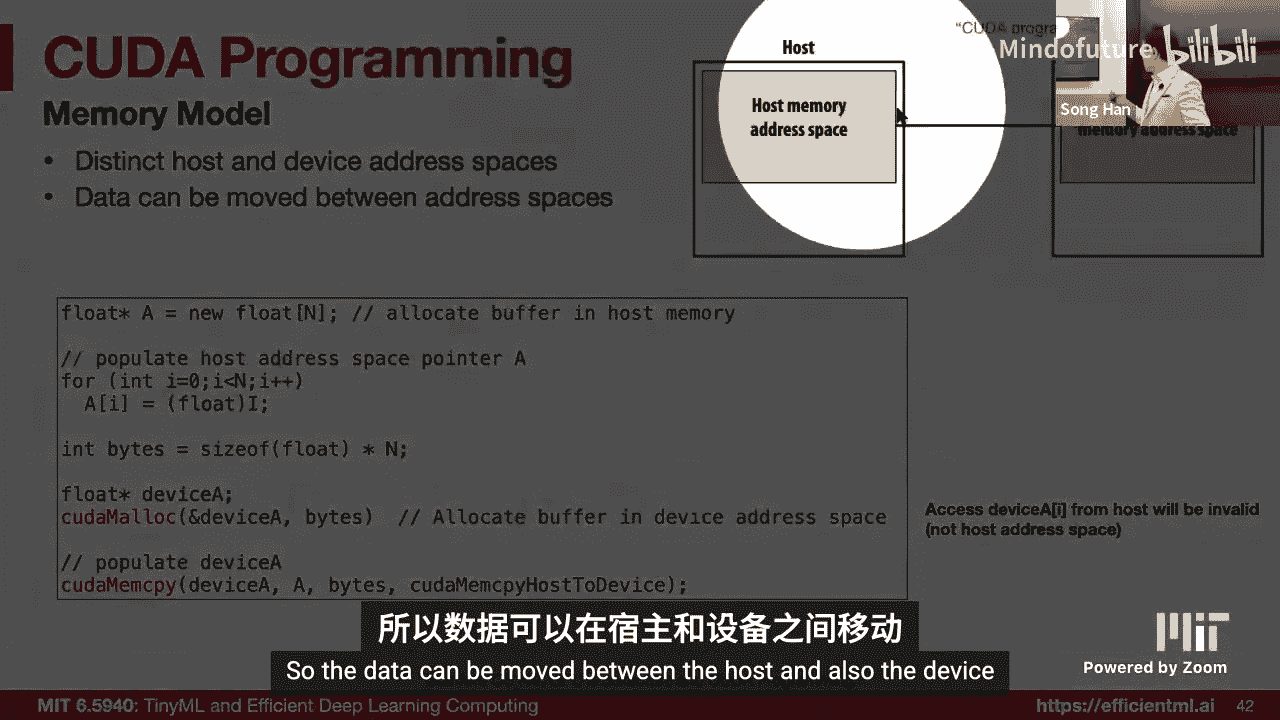 CUDA Programming
Memory Model
• Distinct host and device address spaces
• Data can be moved between address spaces
"CUDA progra
Host
Host memory
address space
memory address space
Mindofuture
bilibili
Song Han
float* A = new float[N]; // allocate buffer in host memory
// populate host address space pointer A
for (int i=0;i<N;i++)
A[i] = (float)I;
int bytes = sizeof(float) * N;
float* deviceA;
cudaMalloc(&deviceA, bytes) // Allocate buffer in device address space
// populate deviceA
cudaMemcpy(deviceA, A, bytes, cudaMemcpyHostToDevice);
Access deviceA[i] from host will be invalid
(not host address space)
所以数据可以在宿主和设备之间移动
So the data can be moved between the host and also the device
MIT
Powered by Zoom
MIT 6.5940: TinyML and Efficient Deep Learning Computing
https://efficientml.ai
42